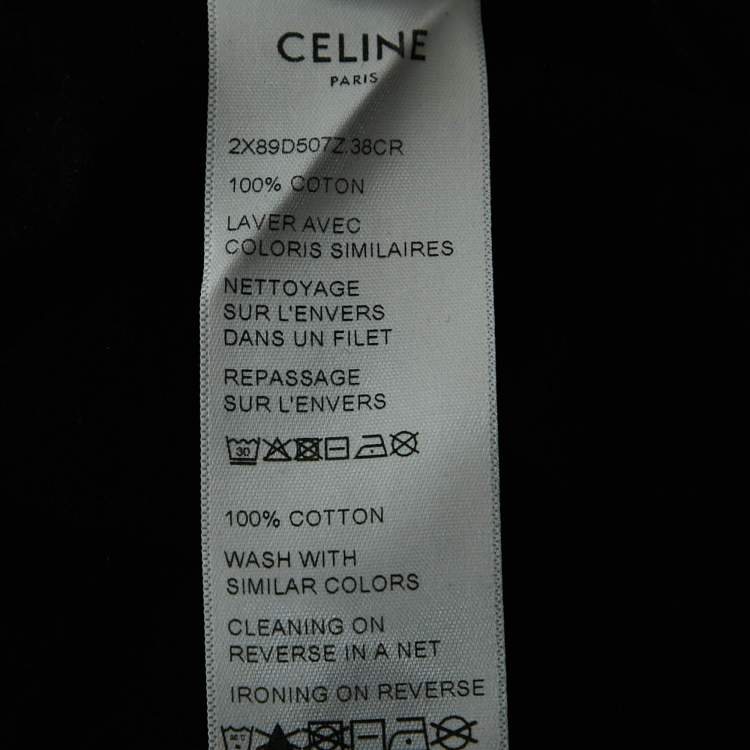 CELINE
PARIS
2X89D507Z.38CR
100% COTON
LAVER AVEC
COLORIS SIMILAIRES
NETTOYAGE
SUR L'ENVERS
DANS UN FILET
REPASSAGE
SUR L'ENVERS
30
100% COTTON
WASH WITH
SIMILAR COLORS
CLEANING ON
REVERSE IN A NET
IRONING ON REVERSE